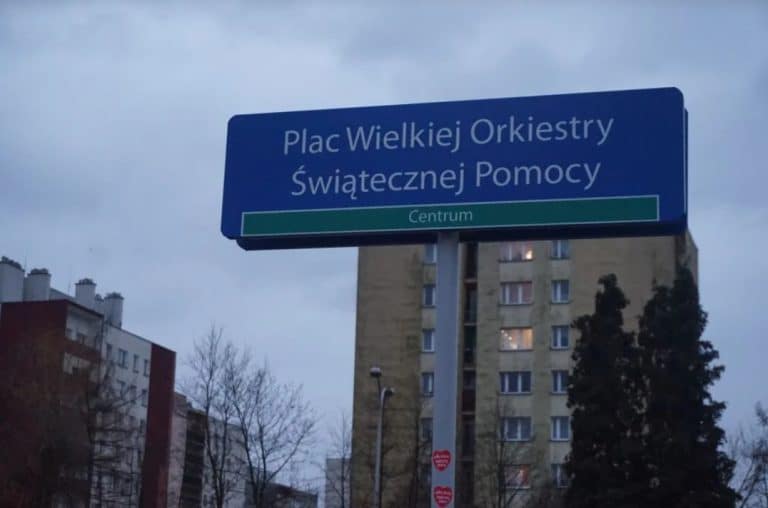 Plac Wielkiej Orkiestry
Świątecznej Pomocy
Centrum